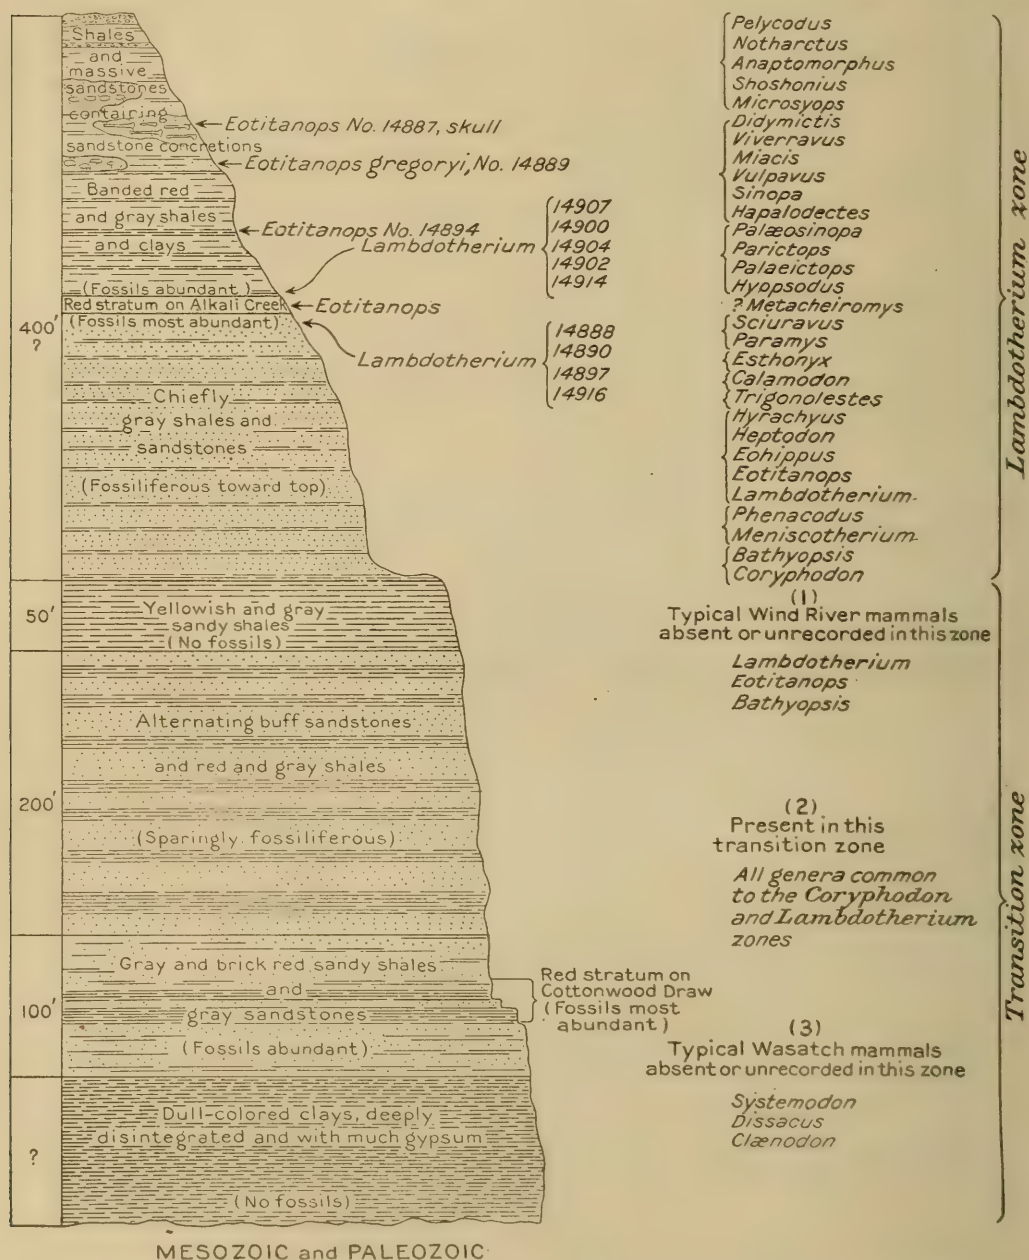 Shales
and
massive
sandstones
containing
sandstone concretions
Banded red
and gray shales
and clays
(Fossils abundant)
Red stratum on Alkali Creek
(Fossils most abundant)
Chiefly
gray shales and
sandstones
(Fossiliferous toward top)
Yellowish and gray
sandy shales
(No fossils)
Alternating buff sandstones
and red and gray shales
(Sparingly fossiliferous)
Gray and brick red sandy shales
and
gray sandstones
(Fossils abundant)
Dull-colored clays, deeply
disintegrated and with much gypsum
(No fossils)
MESOZOIC and PALEOZOIC
400'
?
50'
200'
100'
?
Eotitanops No. 14887, skull
Eotitanops gregoryi, No. 14889
Eotitanops No. 14894
Lambdotherium
14907
14900
14904
14902
14914
Eotitanops
Lambdotherium
14888
14890
14897
14916
Red stratum on
Cottonwood Draw
(Fossils most
abundant)
Pelycodus
Notharctus
Anaptomorphus
Shoshonius
Microsyops
Didymictis
Viverravus
Miacis
Vulpavus
Sinopa
Hapalodectes
Palæosinopa
Parictops
Palaeictops
Hyopsodus
? Metacheiromys
Sciuravus
Paramys
Esthonyx
Calamodon
Trigonolestes
Hyrachyus
Heptodon
Eohippus
Eotitanops
Lambdotherium
Phenacodus
Meniscotherium
Bathyopsis
Coryphodon
(1)
Typical Wind River mammals
absent or unrecorded in this zone
Lambdotherium
Eotitanops
Bathyopsis
(2)
Present in this
transition zone
All genera common
to the Coryphodon
and Lambdotherium
zones
(3)
Typical Wasatch mammals
absent or unrecorded in this zone
Systemodon
Dissacus
Clænodon
Lambdotherium zone
Transition zone